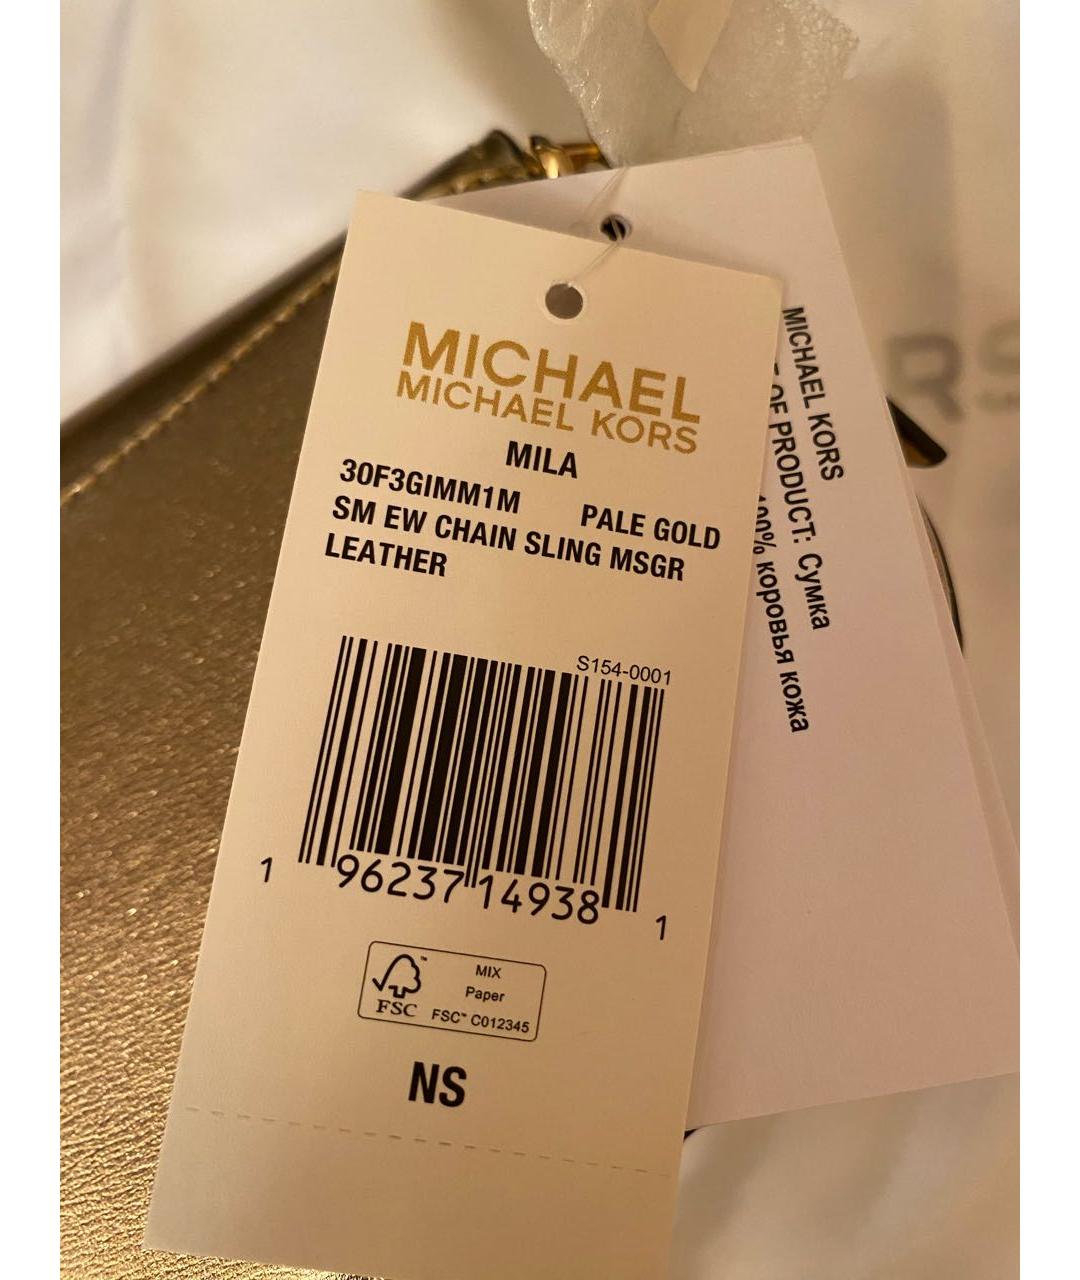 MICHAEL
MICHAEL KORS
MILA
30F3GIMM1M PALE GOLD
SM EW CHAIN SLING MSGR
LEATHER
S154-0001
1 96237 14938 1
FSC
MIX
Paper
FSC™ C012345
NS
MICHAEL KORS
OF PRODUCT: Сумка
100% коровья кожа
RS